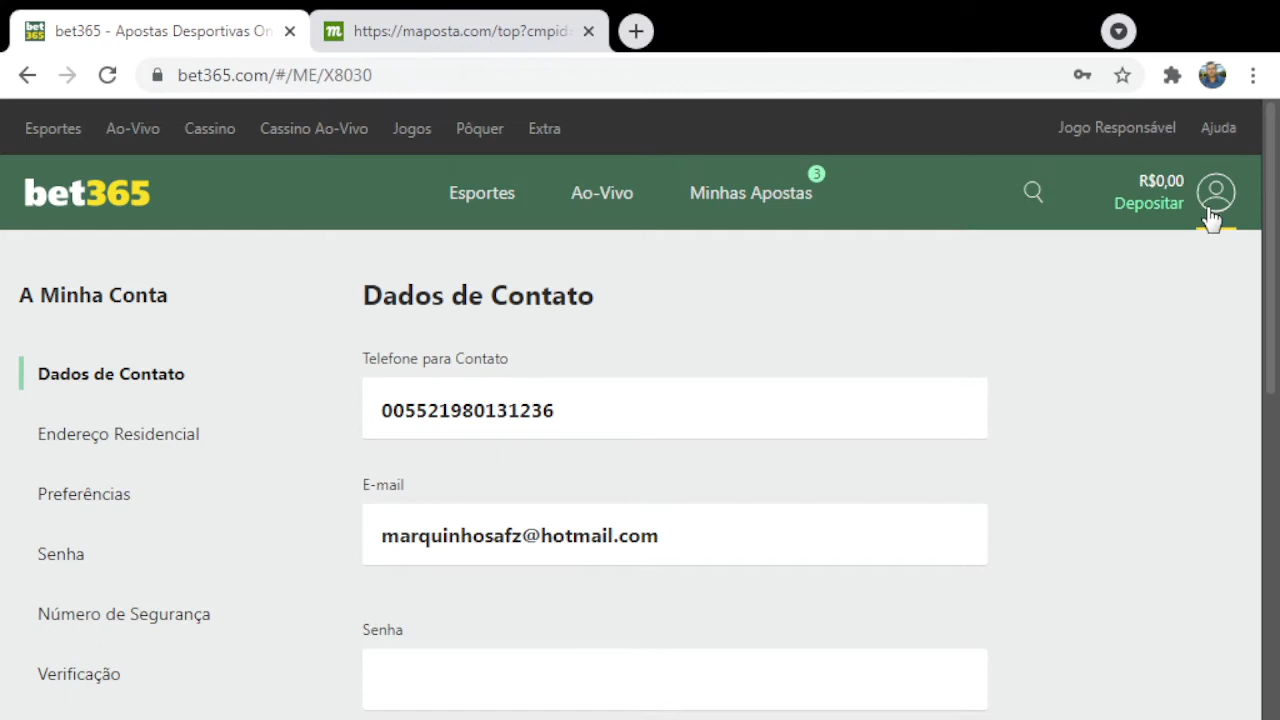 bet365 - Apostas Desportivas On
https://maposta.com/top?cmpid=
bet365.com/#/ME/X8030
Esportes Ao-Vivo Cassino Cassino Ao-Vivo Jogos Pôquer Extra Jogo Responsável Ajuda
bet365 Esportes Ao-Vivo Minhas Apostas 3 R$0,00
Depositar
A Minha Conta
Dados de Contato
Endereço Residencial
Preferências
Senha
Número de Segurança
Verificação
Dados de Contato
Telefone para Contato
005521980131236
E-mail
marquinhosafz@hotmail.com
Senha